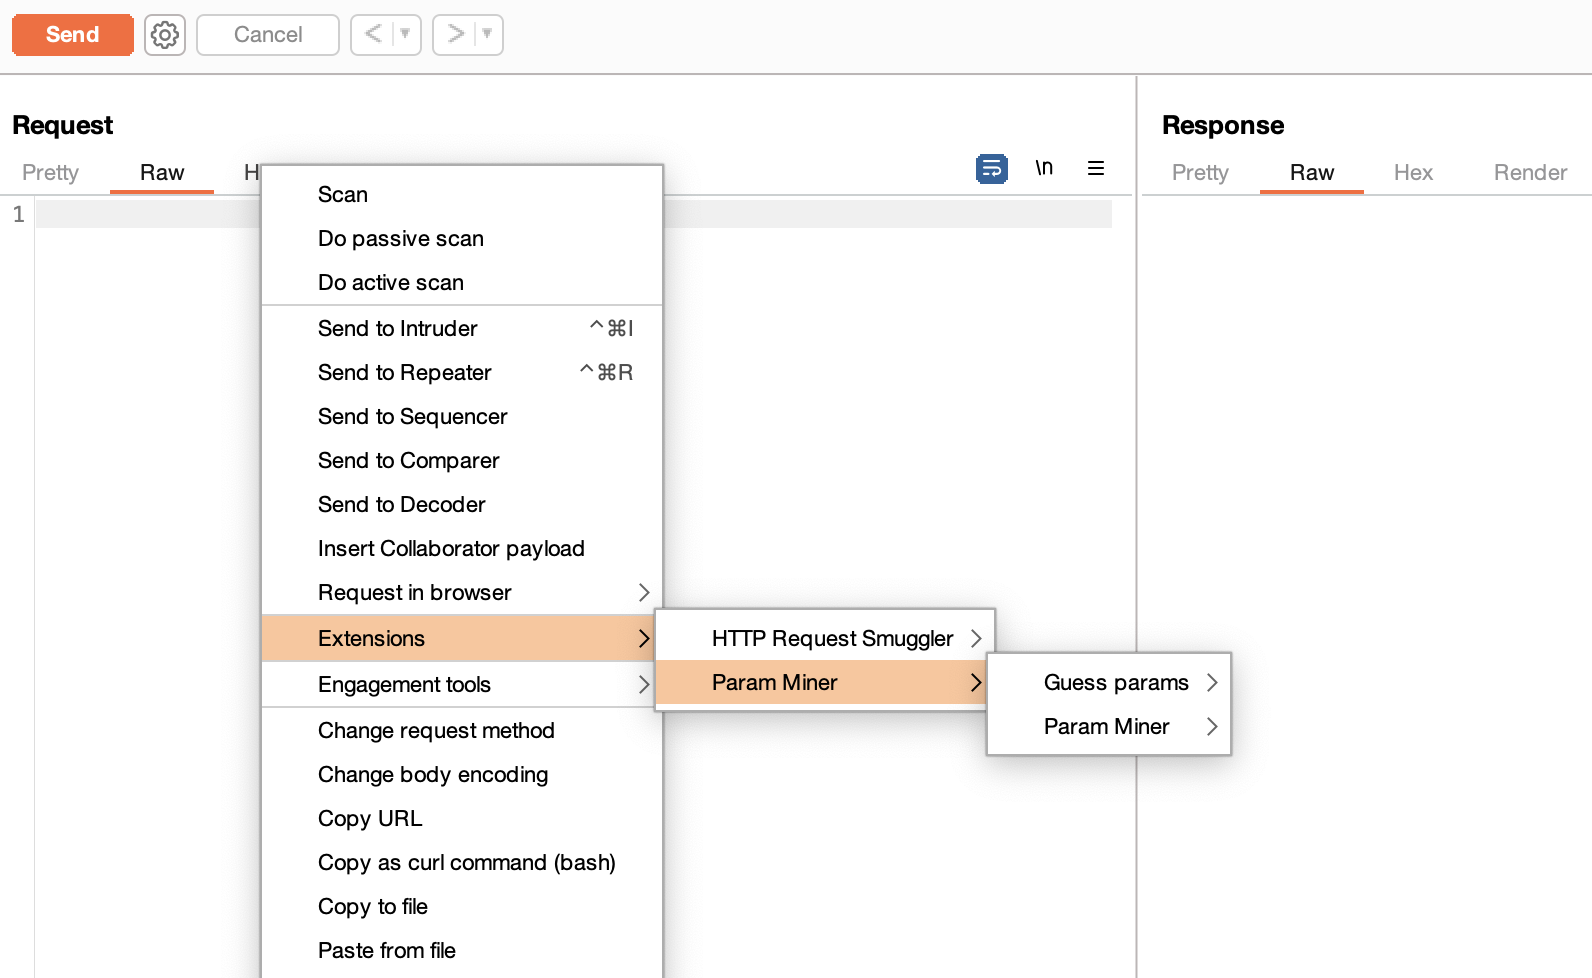 Send Cancel < ▼ > ▼
Request Response
Pretty Raw H \n Pretty Raw Hex Render
1
Scan
Do passive scan
Do active scan
Send to Intruder ^⌘I
Send to Repeater ^⌘R
Send to Sequencer
Send to Comparer
Send to Decoder
Insert Collaborator payload
Request in browser >
Extensions > HTTP Request Smuggler >
Engagement tools > Param Miner > Guess params >
Param Miner >
Change request method
Change body encoding
Copy URL
Copy as curl command (bash)
Copy to file
Paste from file